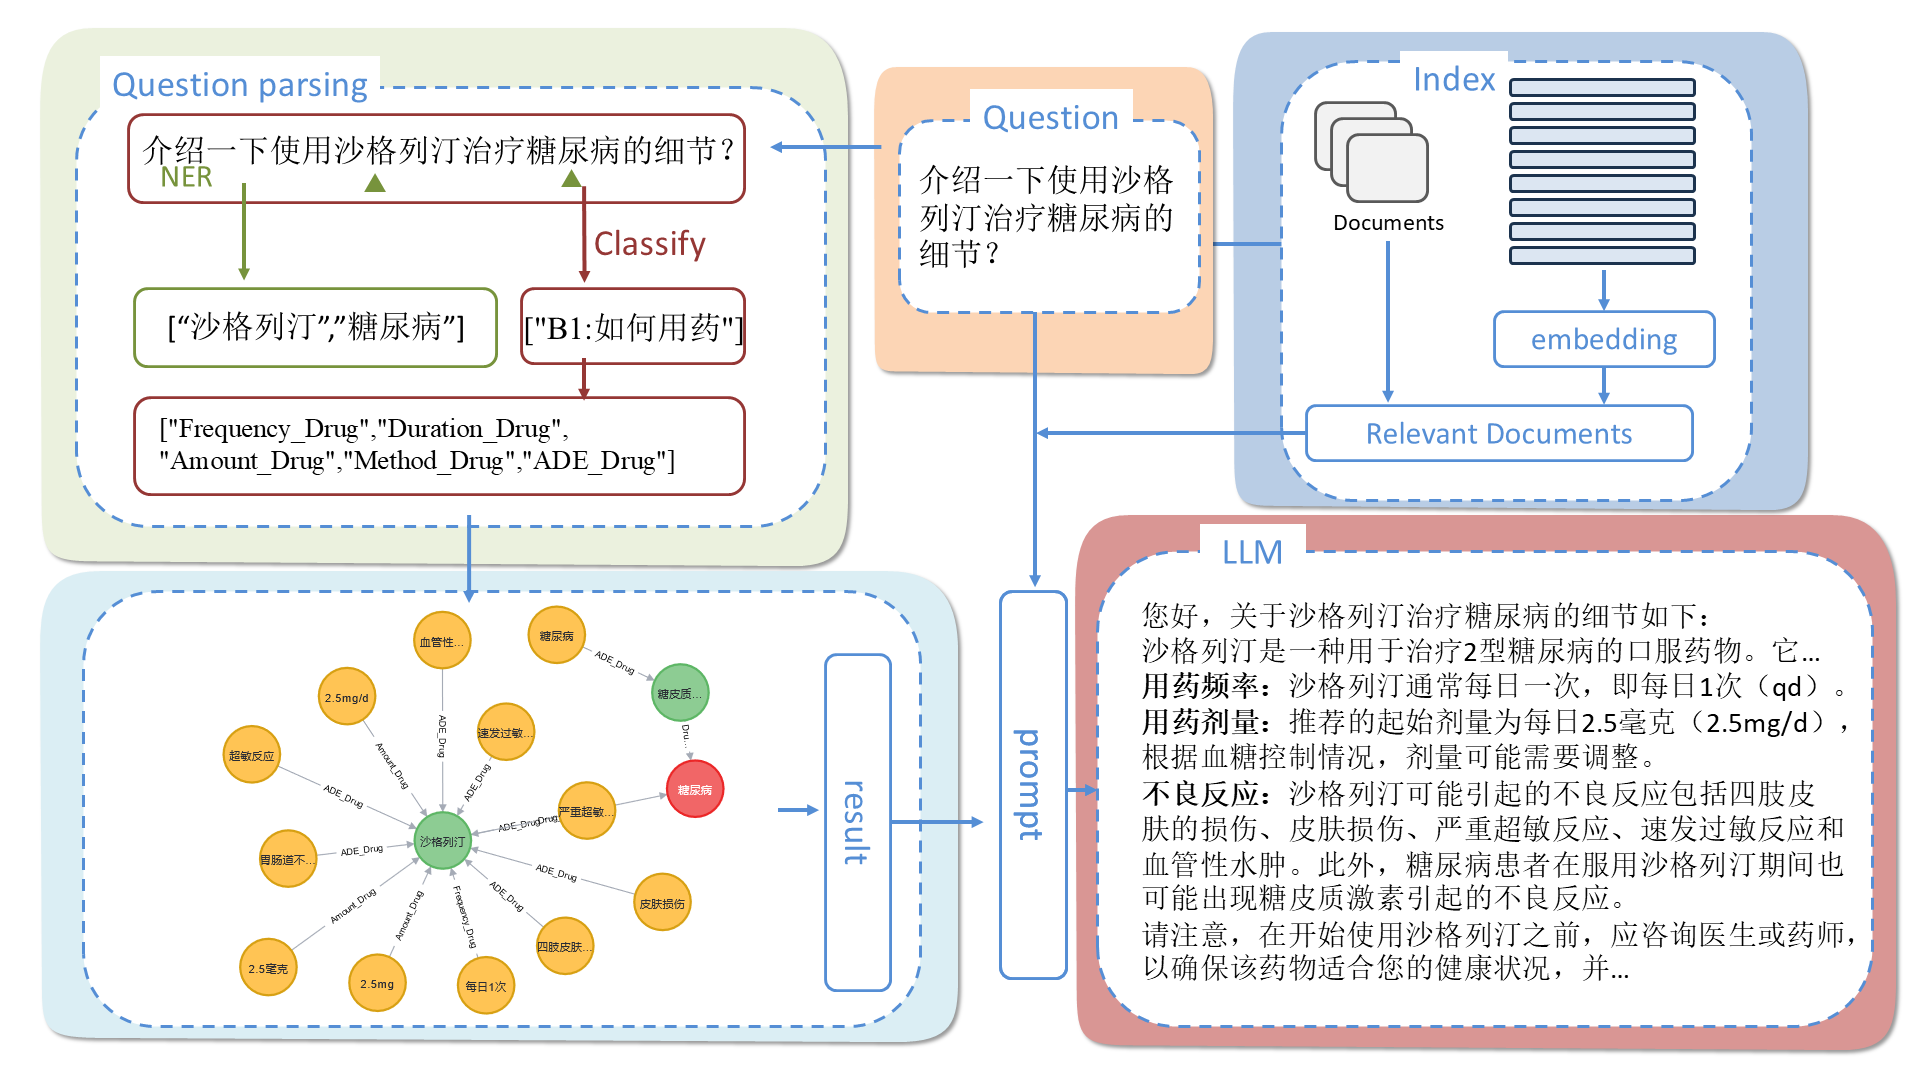 Question parsing
介绍一下使用沙格列汀治疗糖尿病的细节?
NER
Classify
[“沙格列汀”,”糖尿病”]
["B1:如何用药"]
["Frequency_Drug","Duration_Drug",
"Amount_Drug","Method_Drug","ADE_Drug"]
Question
介绍一下使用沙格
列汀治疗糖尿病的
细节?
Index
Documents
embedding
Relevant Documents
血管性...
糖尿病
ADE_Drug
糖皮质...
2.5mg/d
ADE_Drug
速发过敏...
Dru...
超敏反应
Amount_Drug
ADE_Drug
糖尿病
ADE_Drug
严重超敏...
ADE_Drug
Drug_
沙格列汀
胃肠道不...
ADE_Drug
ADE_Drug
皮肤损伤
Amount_Drug
Amount_Drug
Frequency_Drug
ADE_Drug
四肢皮肤...
2.5毫克
2.5mg
每日1次
result
prompt
LLM
您好，关于沙格列汀治疗糖尿病的细节如下：
沙格列汀是一种用于治疗2型糖尿病的口服药物。它...
用药频率：沙格列汀通常每日一次，即每日1次（qd）。
用药剂量：推荐的起始剂量为每日2.5毫克（2.5mg/d），
根据血糖控制情况，剂量可能需要调整。
不良反应：沙格列汀可能引起的不良反应包括四肢皮
肤的损伤、皮肤损伤、严重超敏反应、速发过敏反应和
血管性水肿。此外，糖尿病患者在服用沙格列汀期间也
可能出现糖皮质激素引起的不良反应。
请注意，在开始使用沙格列汀之前，应咨询医生或药师，
以确保该药物适合您的健康状况，并...